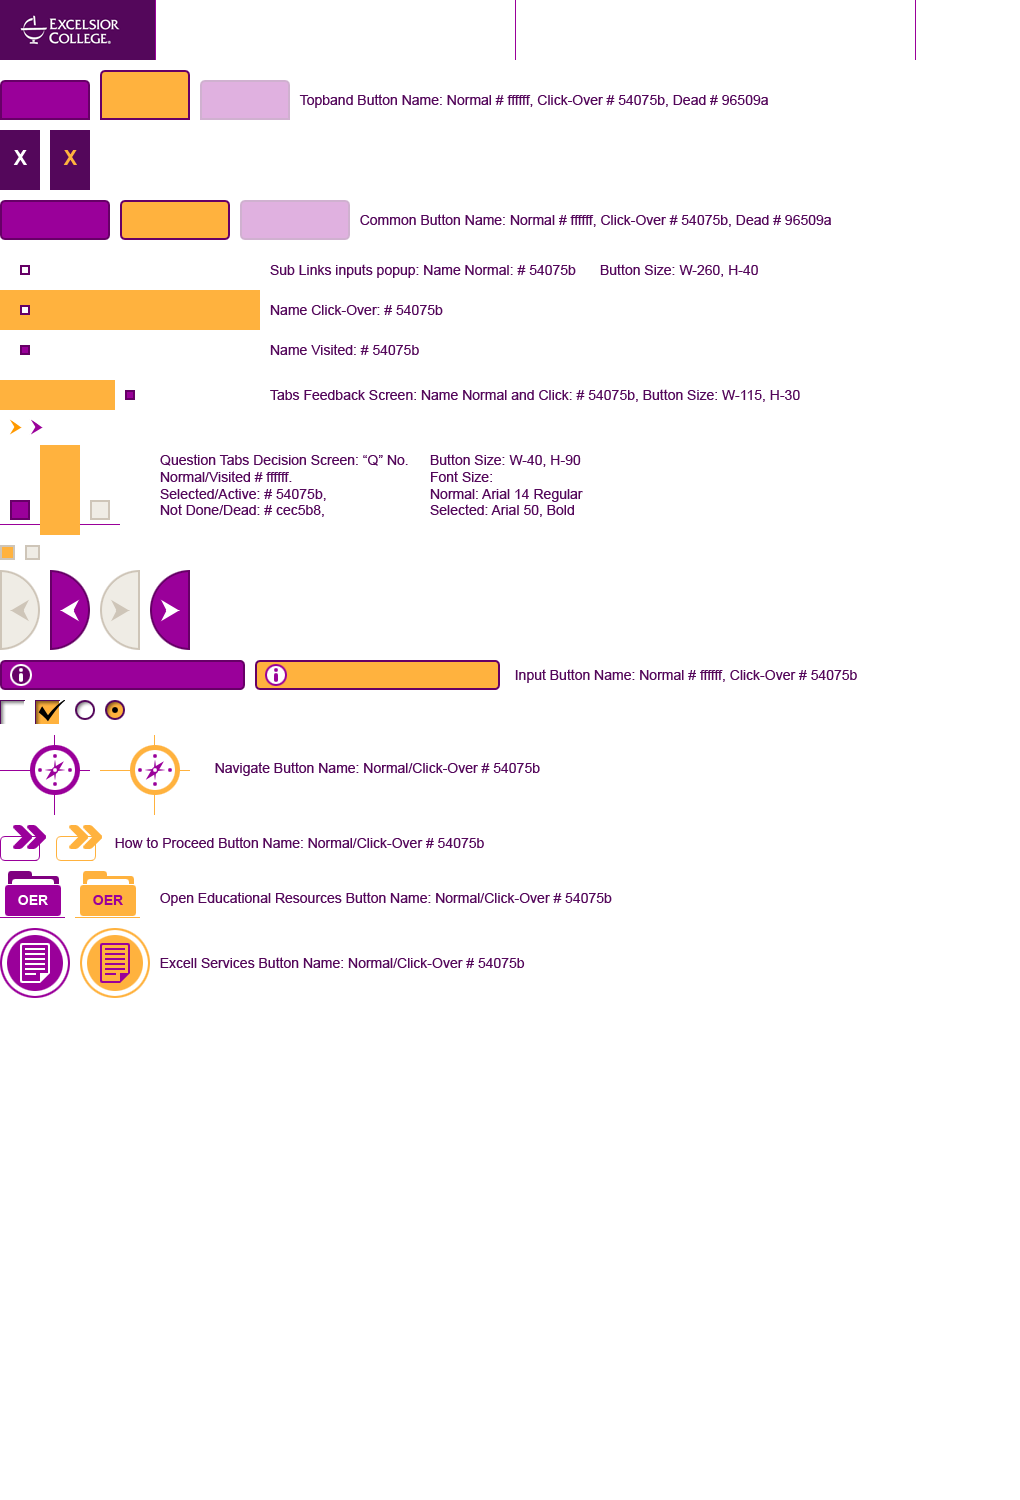 EXCELSIOR
COLLEGE®
Topband Button Name: Normal # ffffff, Click-Over # 54075b, Dead # 96509a
X X
Common Button Name: Normal # ffffff, Click-Over # 54075b, Dead # 96509a
Sub Links inputs popup: Name Normal: # 54075b Button Size: W-260, H-40
Name Click-Over: # 54075b
Name Visited: # 54075b
Tabs Feedback Screen: Name Normal and Click: # 54075b, Button Size: W-115, H-30
Question Tabs Decision Screen: “Q” No.
Normal/Visited # ffffff.
Selected/Active: # 54075b,
Not Done/Dead: # cec5b8,
Button Size: W-40, H-90
Font Size:
Normal: Arial 14 Regular
Selected: Arial 50, Bold
Input Button Name: Normal # ffffff, Click-Over # 54075b
Navigate Button Name: Normal/Click-Over # 54075b
How to Proceed Button Name: Normal/Click-Over # 54075b
OER OER
Open Educational Resources Button Name: Normal/Click-Over # 54075b
Excell Services Button Name: Normal/Click-Over # 54075b